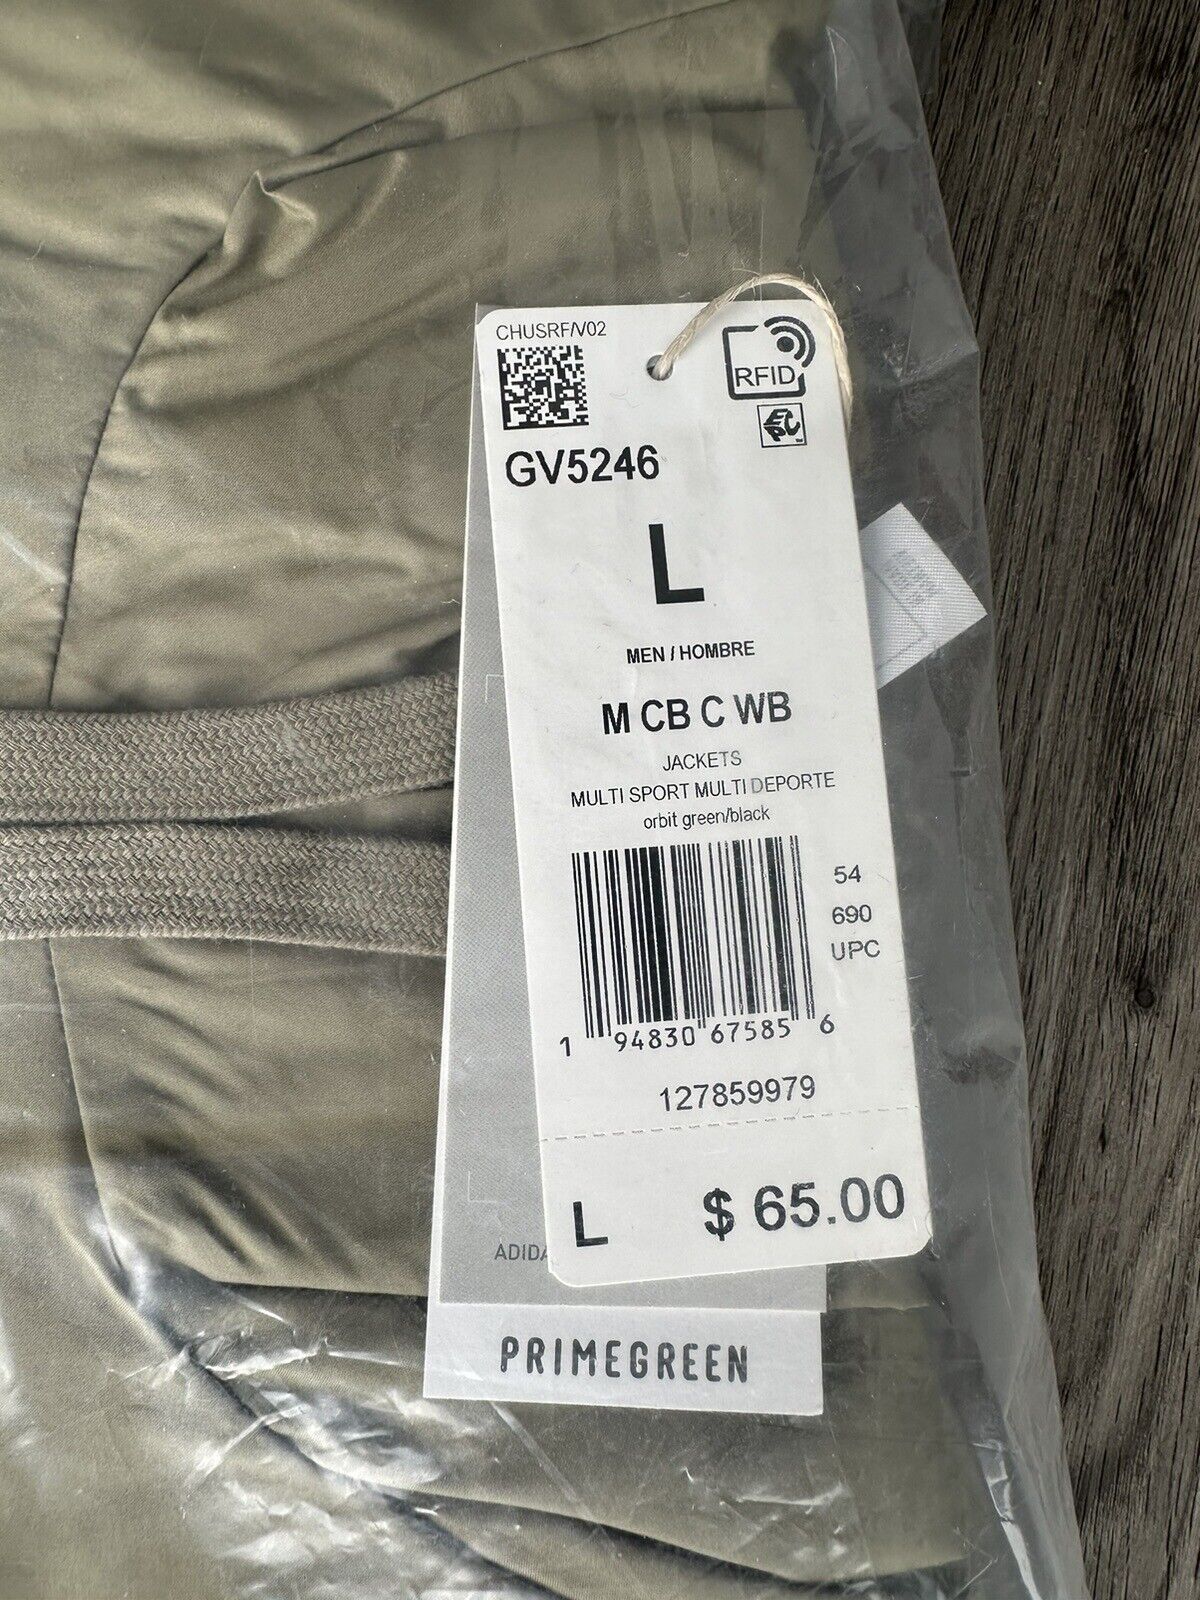 CHUSRF/V02
RFID
EPC
GV5246
L
MEN / HOMBRE
M CB C WB
JACKETS
MULTI SPORT MULTI DEPORTE
orbit green/black
54
690
UPC
1 94830 67585 6
127859979
L $ 65.00
ADIDA
PRIMEGREEN